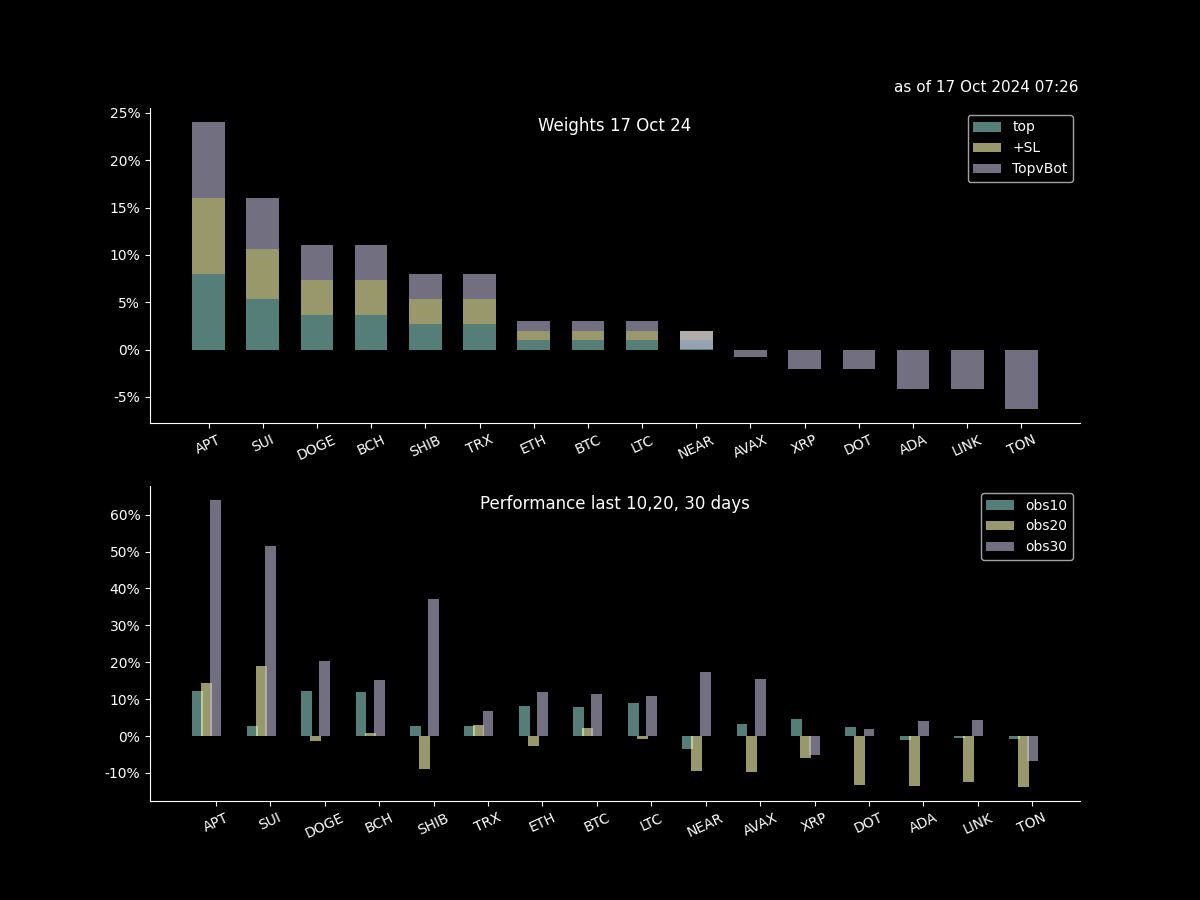 as of 17 Oct 2024 07:26
Weights 17 Oct 24
top
+SL
TopvBot
25%
20%
15%
10%
5%
0%
-5%
APT SUI DOGE BCH SHIB TRX ETH BTC LTC NEAR AVAX XRP DOT ADA LINK TON
Performance last 10,20, 30 days
obs10
obs20
obs30
60%
50%
40%
30%
20%
10%
0%
-10%
APT SUI DOGE BCH SHIB TRX ETH BTC LTC NEAR AVAX XRP DOT ADA LINK TON